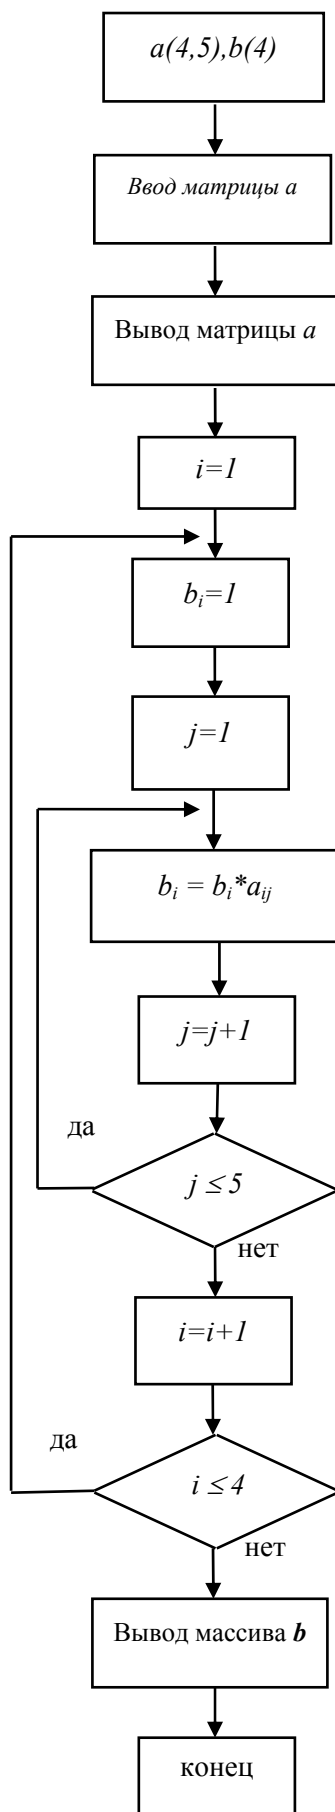 a(4,5),b(4)
Ввод матрицы a
Вывод матрицы a
i=1
bᵢ=1
j=1
bᵢ = bᵢ*aᵢⱼ
j=j+1
да
j ≤ 5
нет
i=i+1
да
i ≤ 4
нет
Вывод массива b
конец